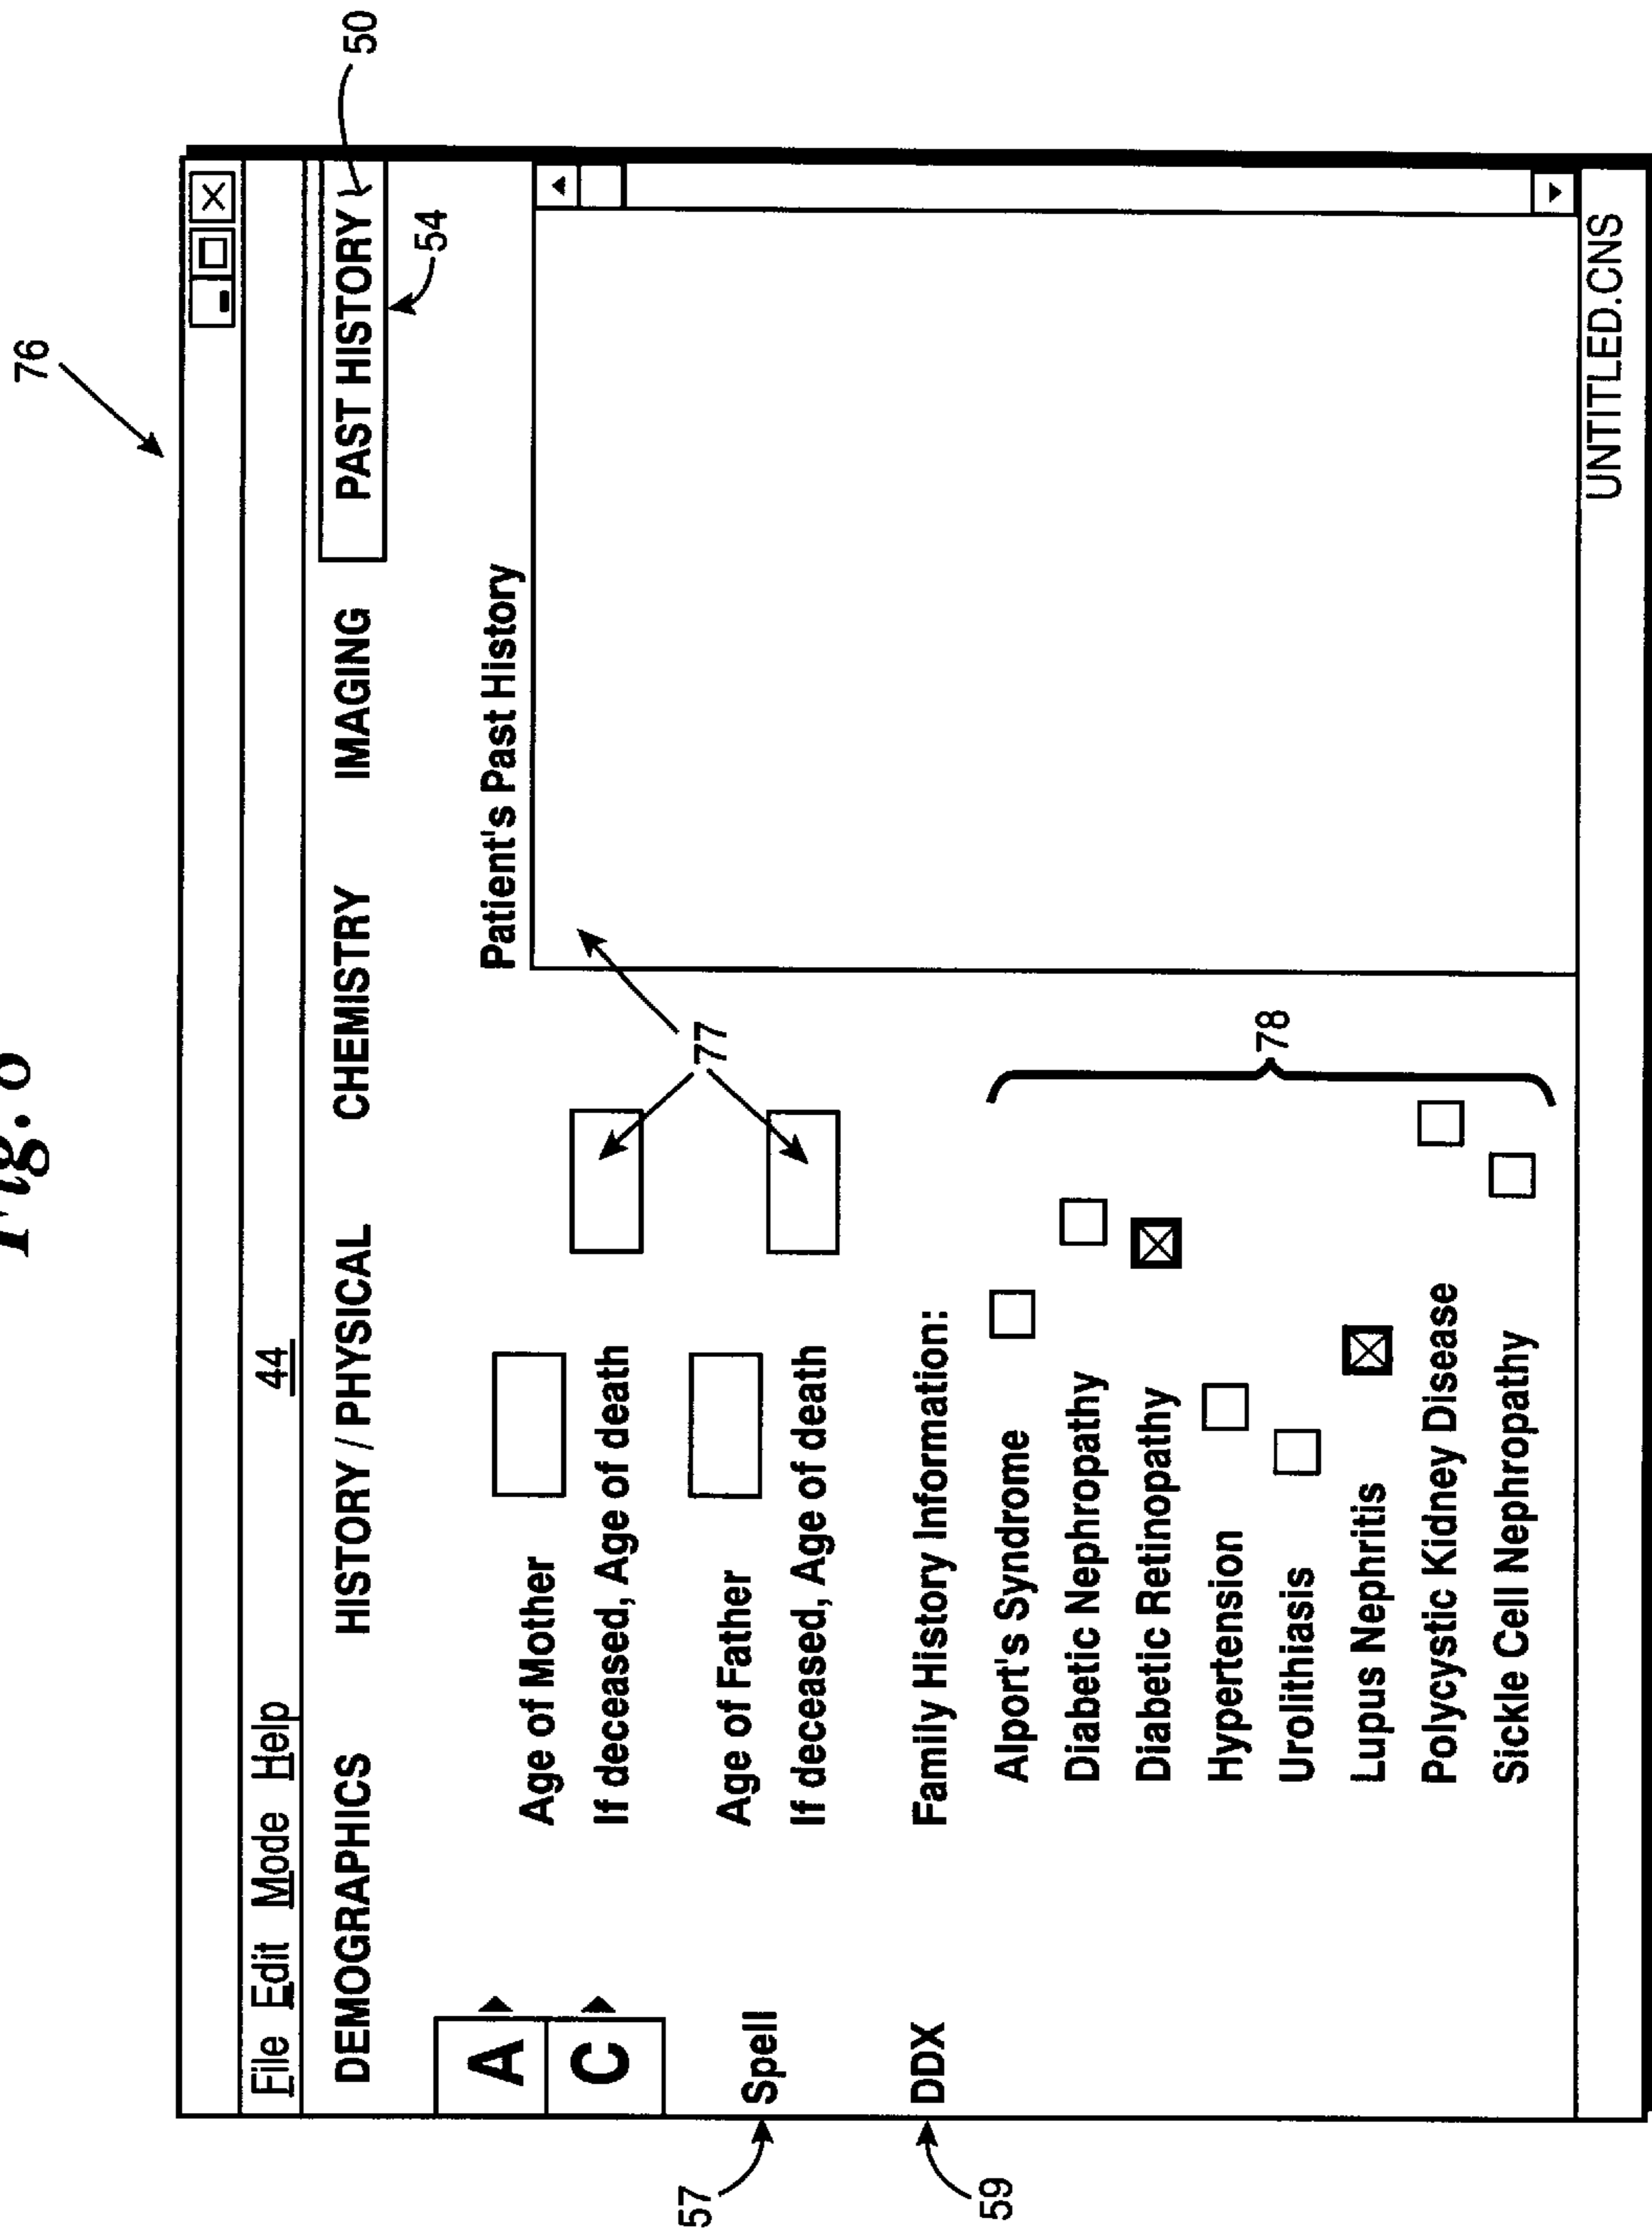 Fig.
76
File Edit Mode Help 44
DEMOGRAPHICS HISTORY / PHYSICAL CHEMISTRY IMAGING PAST HISTORY 50
54
A
C
Age of Mother
If deceased, Age of death
Age of Father
If deceased, Age of death
77
Patient's Past History
57 Spell
59 DDX
Family History Information:
Alport's Syndrome
Diabetic Nephropathy
Diabetic Retinopathy
Hypertension
Urolithiasis
Lupus Nephritis
Polycystic Kidney Disease
Sickle Cell Nephropathy
78
UNTITLED.CNS